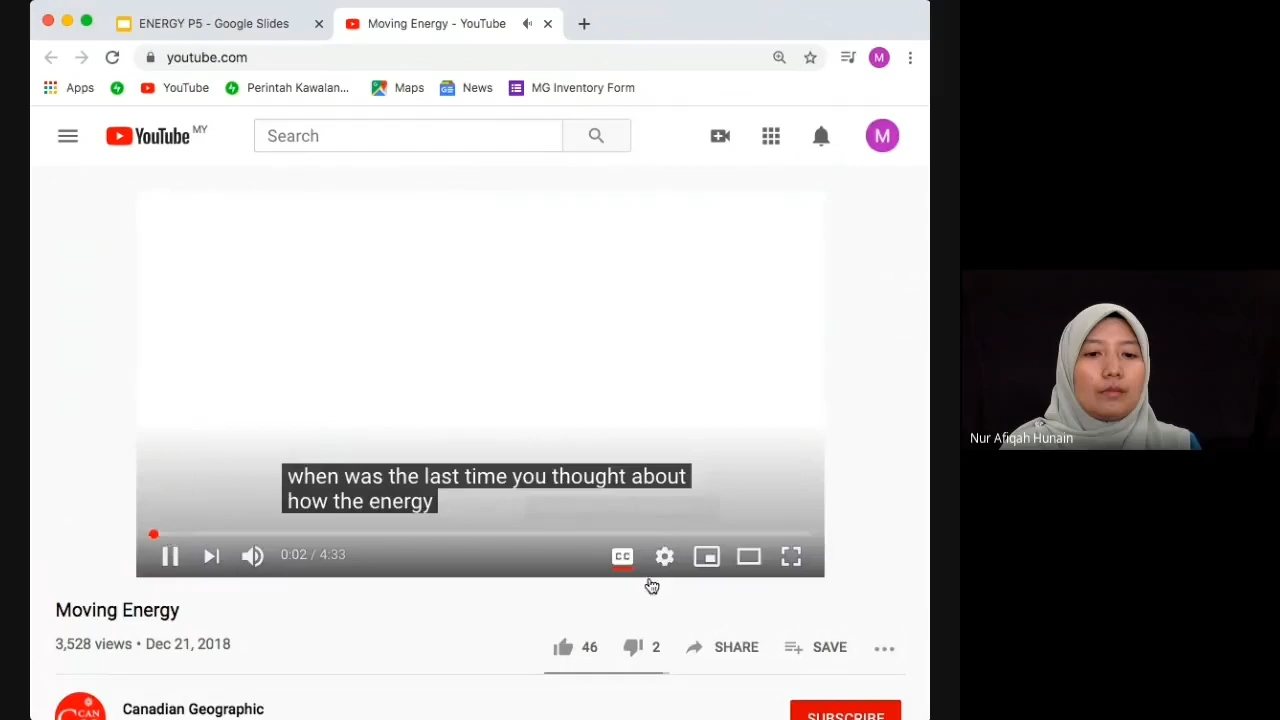 ENERGY P5 - Google Slides
Moving Energy - YouTube
youtube.com
M
Apps
YouTube
Perintah Kawalan...
Maps
News
MG Inventory Form
YouTube MY
Search
M
when was the last time you thought about
how the energy
0:02 / 4:33
CC
Moving Energy
3,528 views • Dec 21, 2018
46
2
SHARE
SAVE
CAN
Canadian Geographic
SUBSCRIBE
Nur Afiqah Hunain